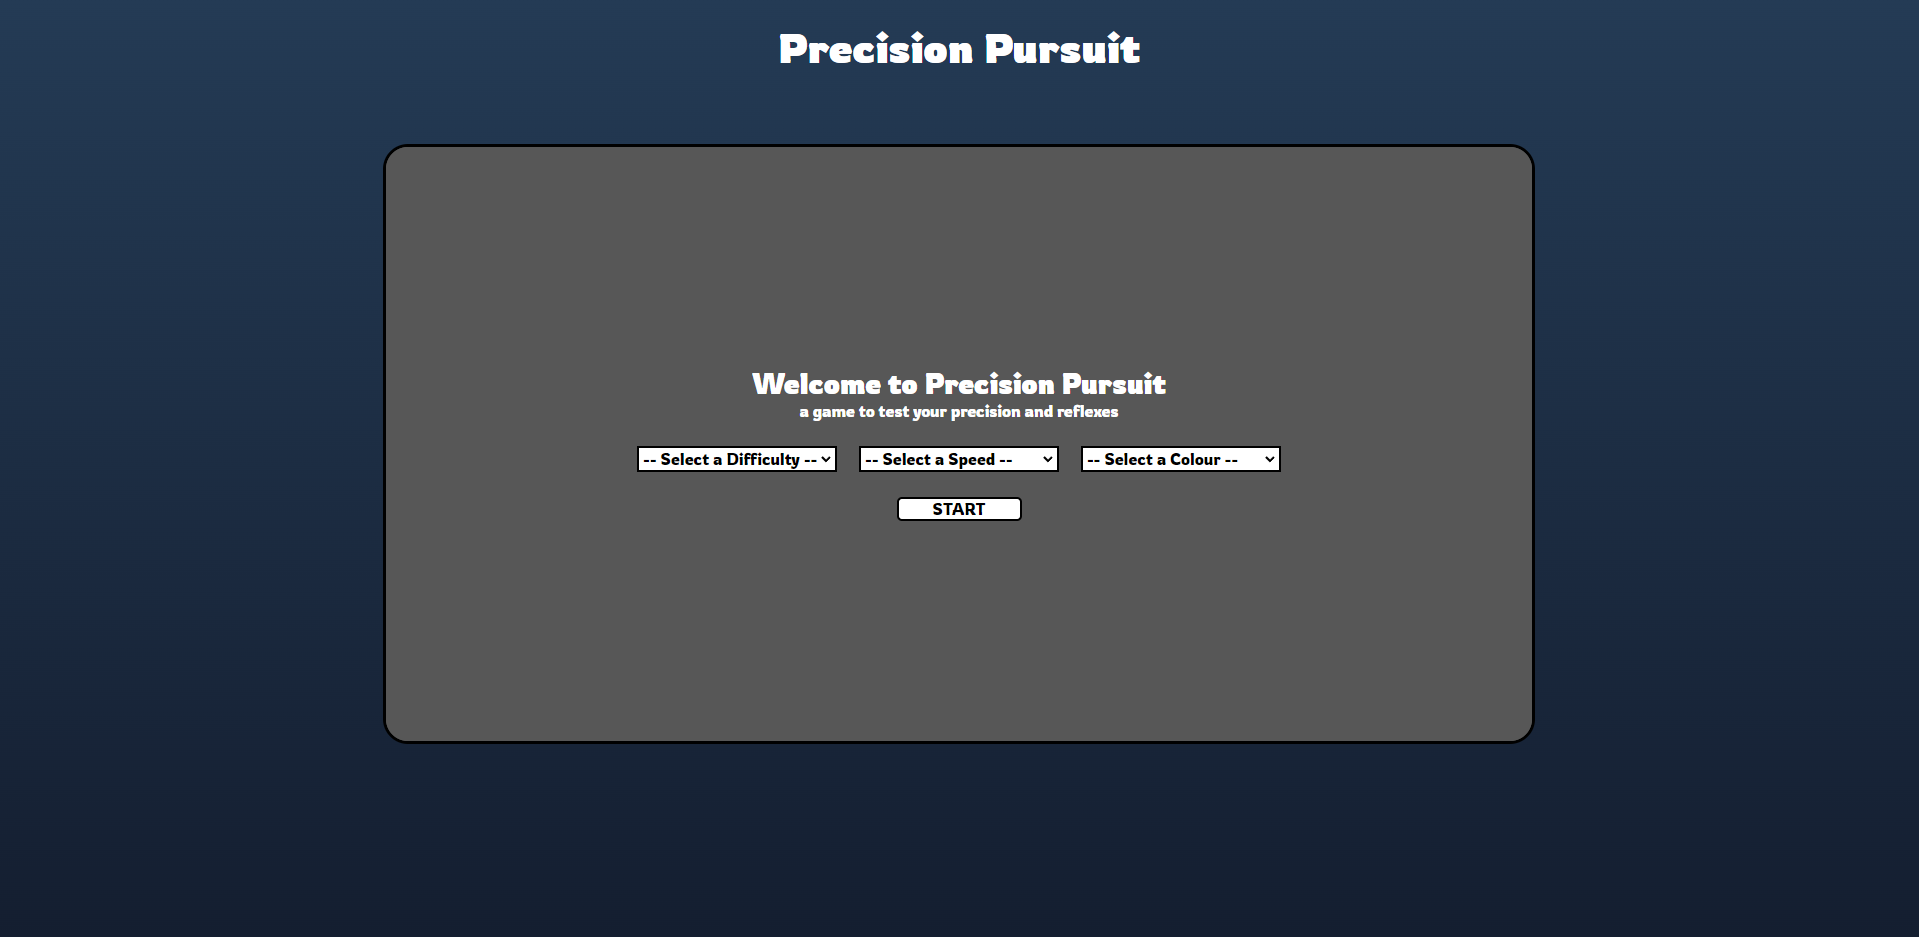 Precision Pursuit
Welcome to Precision Pursuit
a game to test your precision and reflexes
-- Select a Difficulty -- -- Select a Speed -- -- Select a Colour --
START